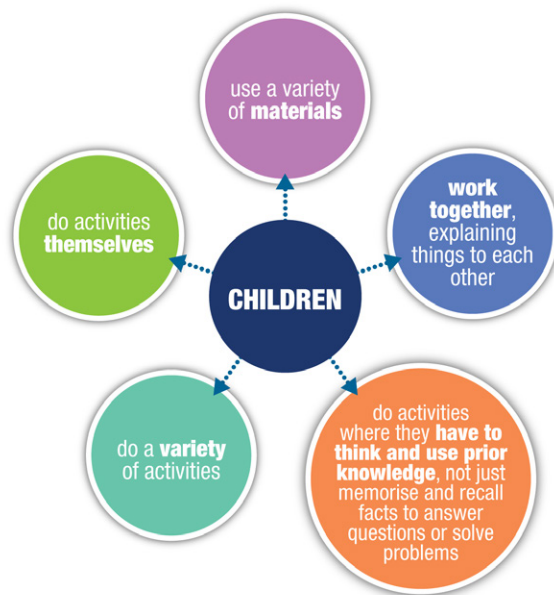 use a variety
of materials
do activities
themselves
work
together,
explaining
things to each
other
CHILDREN
do a variety
of activities
do activities
where they have to
think and use prior
knowledge, not just
memorise and recall
facts to answer
questions or solve
problems